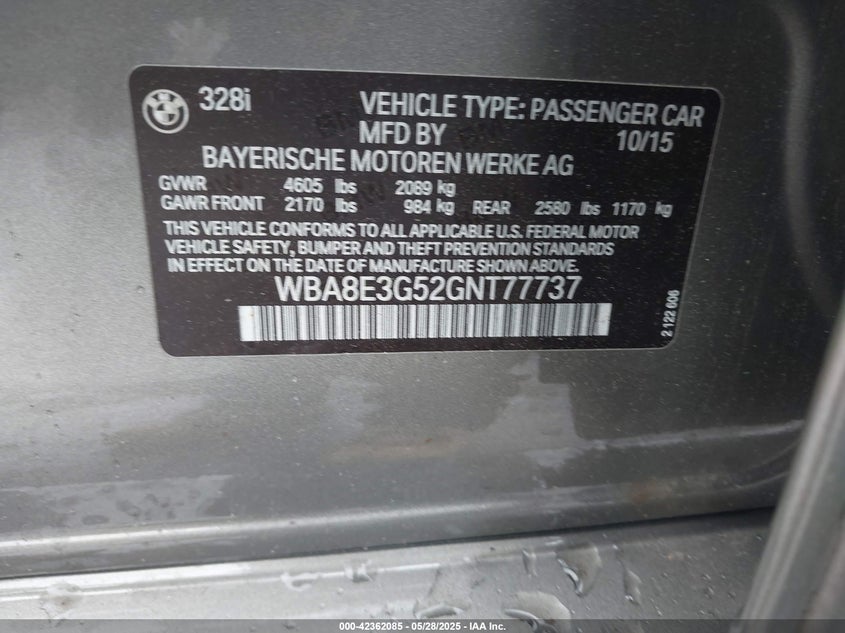 328i
VEHICLE TYPE: PASSENGER CAR
MFD BY 10/15
BAYERISCHE MOTOREN WERKE AG
GVWR 4605 lbs 2089 kg
GAWR FRONT 2170 lbs 984 kg REAR 2580 lbs 1170 kg
THIS VEHICLE CONFORMS TO ALL APPLICABLE U.S. FEDERAL MOTOR
VEHICLE SAFETY, BUMPER AND THEFT PREVENTION STANDARDS
IN EFFECT ON THE DATE OF MANUFACTURE SHOWN ABOVE.
WBA8E3G52GNT77737
2 122 606
000-42362085 - 05/28/2025 - IAA Inc.